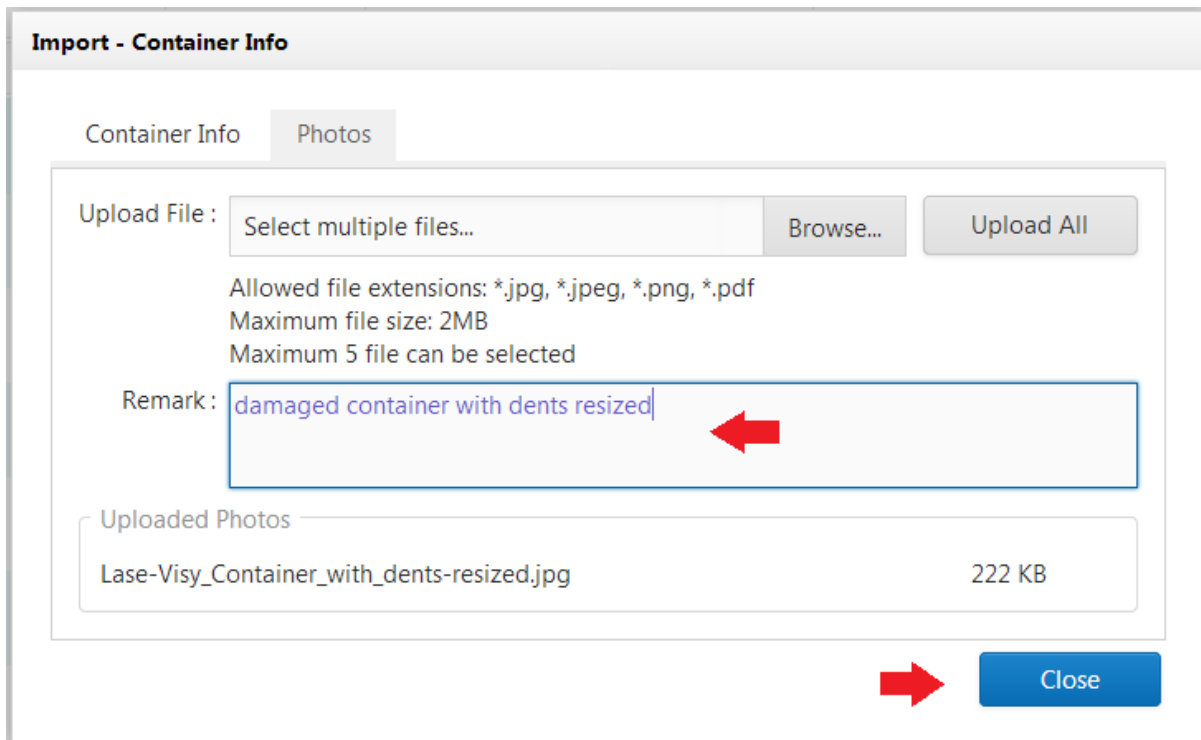 Import - Container Info
Container Info Photos
Upload File : Select multiple files... Browse... Upload All
Allowed file extensions: *.jpg, *.jpeg, *.png, *.pdf
Maximum file size: 2MB
Maximum 5 file can be selected
Remark : damaged container with dents resized
Uploaded Photos
Lase-Visy_Container_with_dents-resized.jpg 222 KB
Close